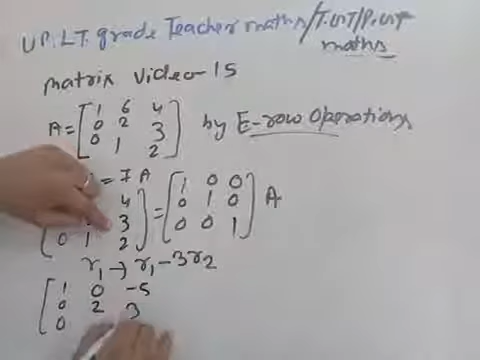 UP. LT. grade Teacher maths/T.GT/P.GT
maths
matrix video-15
A = [ 1 6 4
0 2 3
0 1 2 ] by E-row Operations
= I A
4
3
0 1 2 ] = [ 1 0 0
0 1 0
0 0 1 ] A
r₁ → r₁ - 3r₂
[ 1 0 -5
0 2 3
0